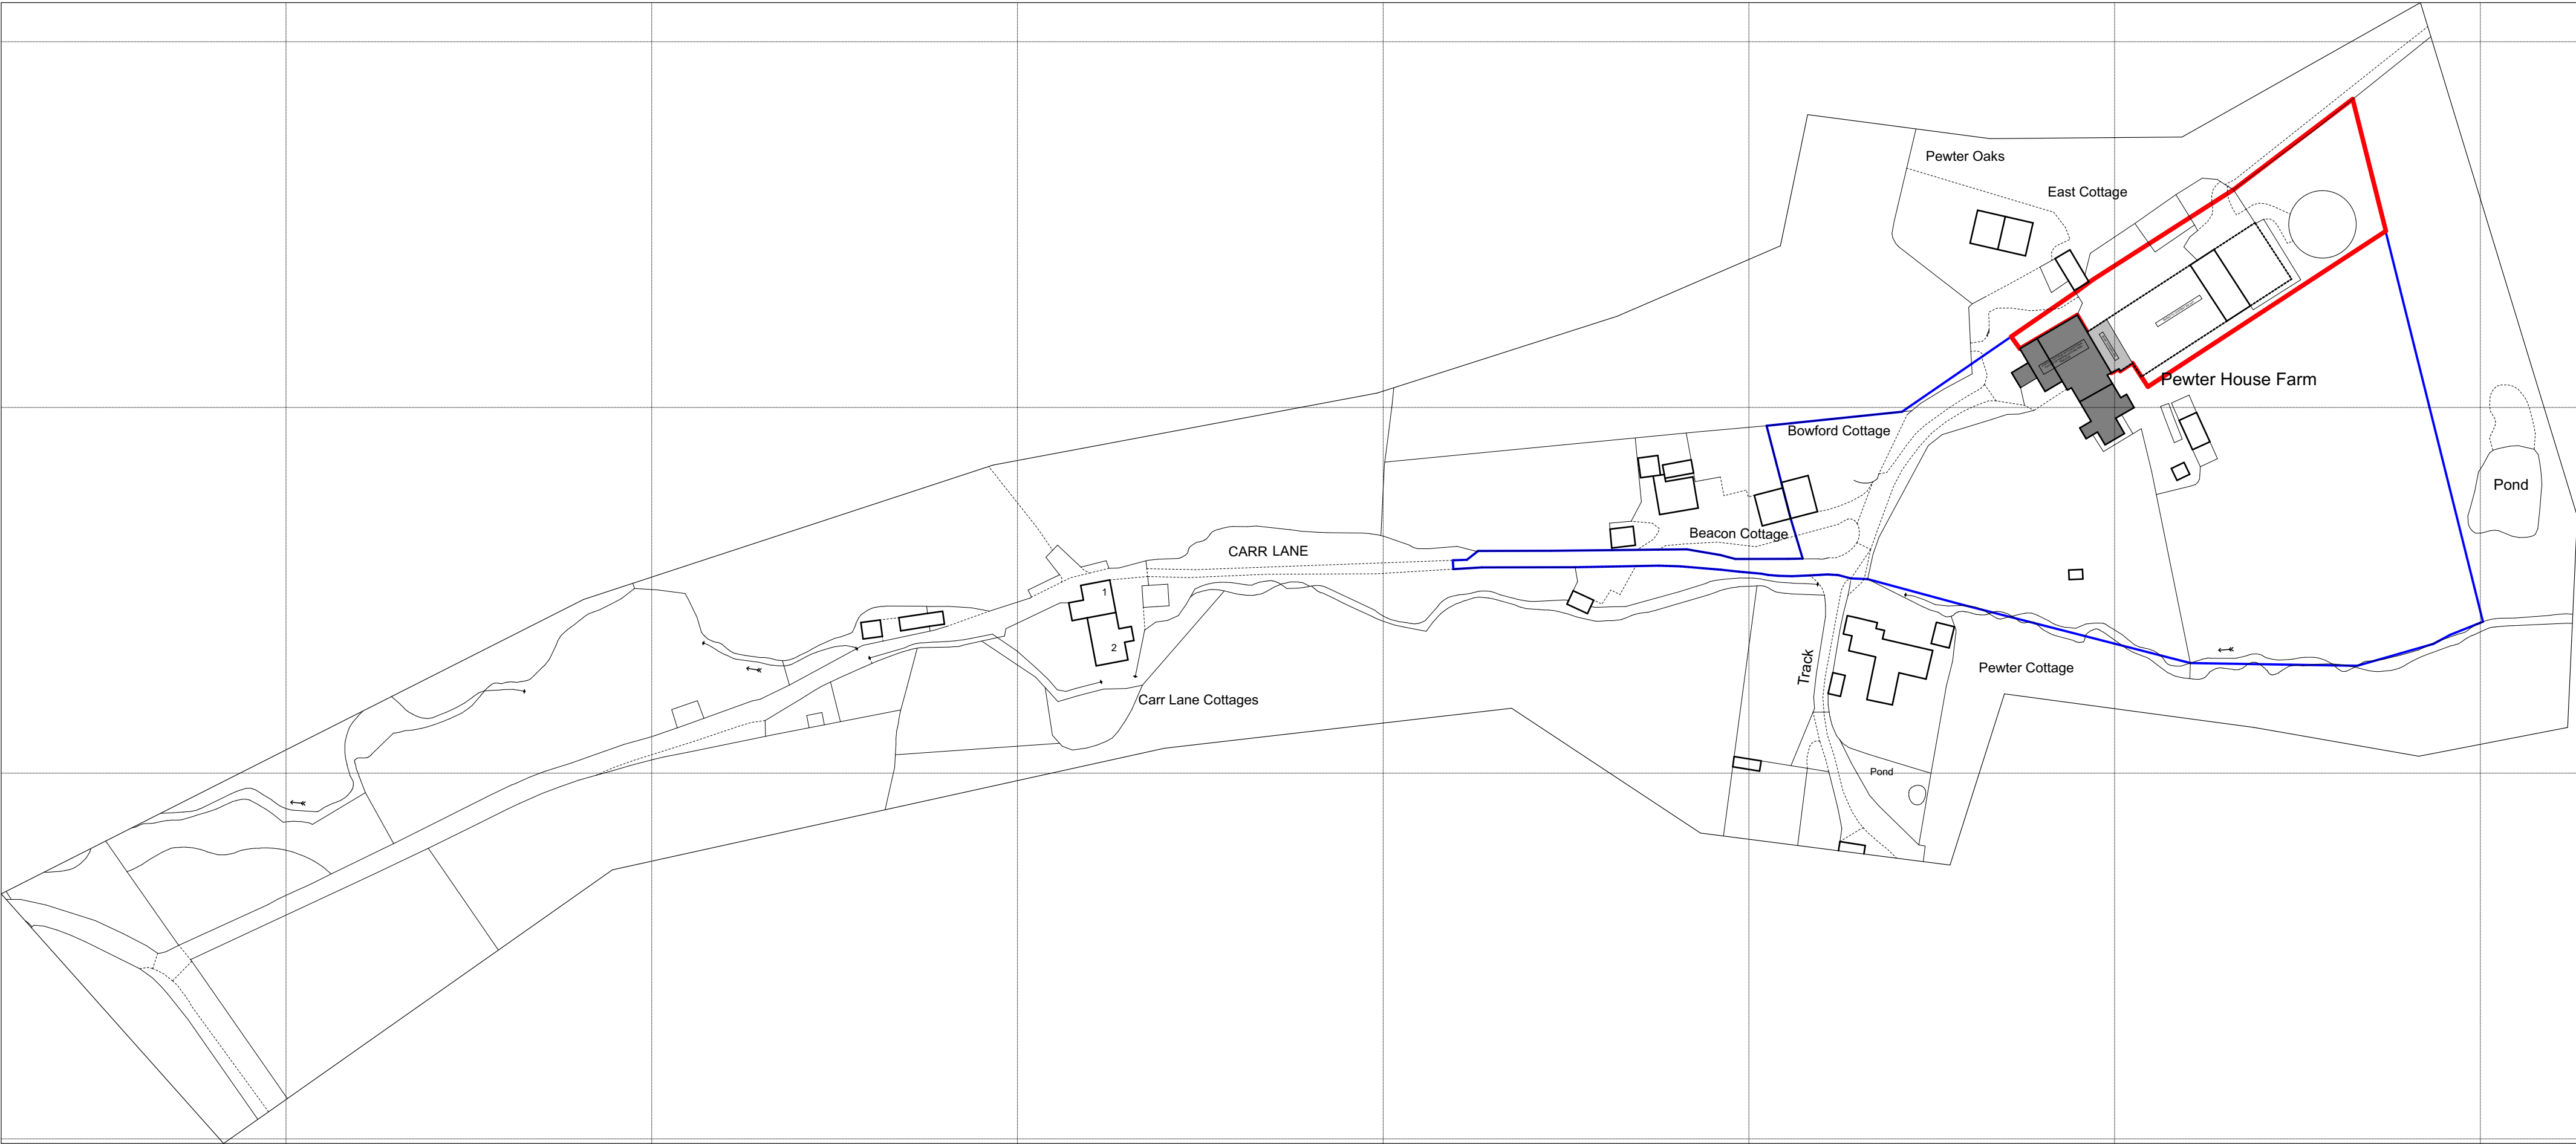 Pewter Oaks
East Cottage
Pewter House Farm
Bowford Cottage
Pond
Beacon Cottage
CARR LANE
1
2
Track
Pewter Cottage
Carr Lane Cottages
Pond